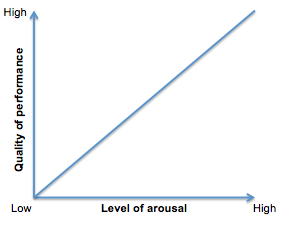 High
Quality of performance
Low
Level of arousal
High